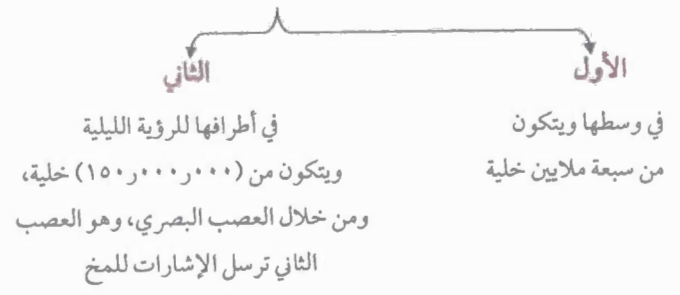 الأول
في وسطها ويتكون
من سبعة ملايين خلية
الثاني
في أطرافها للرؤية الليلية
ويتكون من (١٥٠٫٠٠٠٫٠٠٠) خلية،
ومن خلال العصب البصري، وهو العصب
الثاني ترسل الإشارات للمخ